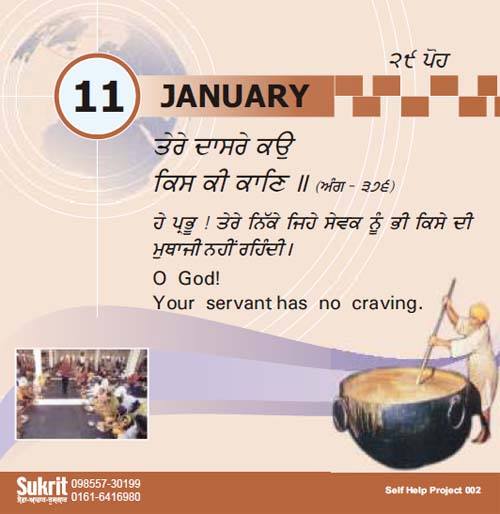 ੨੯ ਪੋਹ
11 JANUARY
ਤੇਰੇ ਦਾਸਰੇ ਕਉ
ਕਿਸ ਕੀ ਕਾਣਿ ॥ (ਅੰਗ - ੩੭੬)
ਹੇ ਪ੍ਰਭੂ ! ਤੇਰੇ ਨਿੱਕੇ ਜਿਹੇ ਸੇਵਕ ਨੂੰ ਭੀ ਕਿਸੇ ਦੀ
ਮੁਥਾਜੀ ਨਹੀਂ ਰਹਿੰਦੀ।
O God!
Your servant has no craving.
Sukrit 098557-30199
0161-6416980
Self Help Project 002